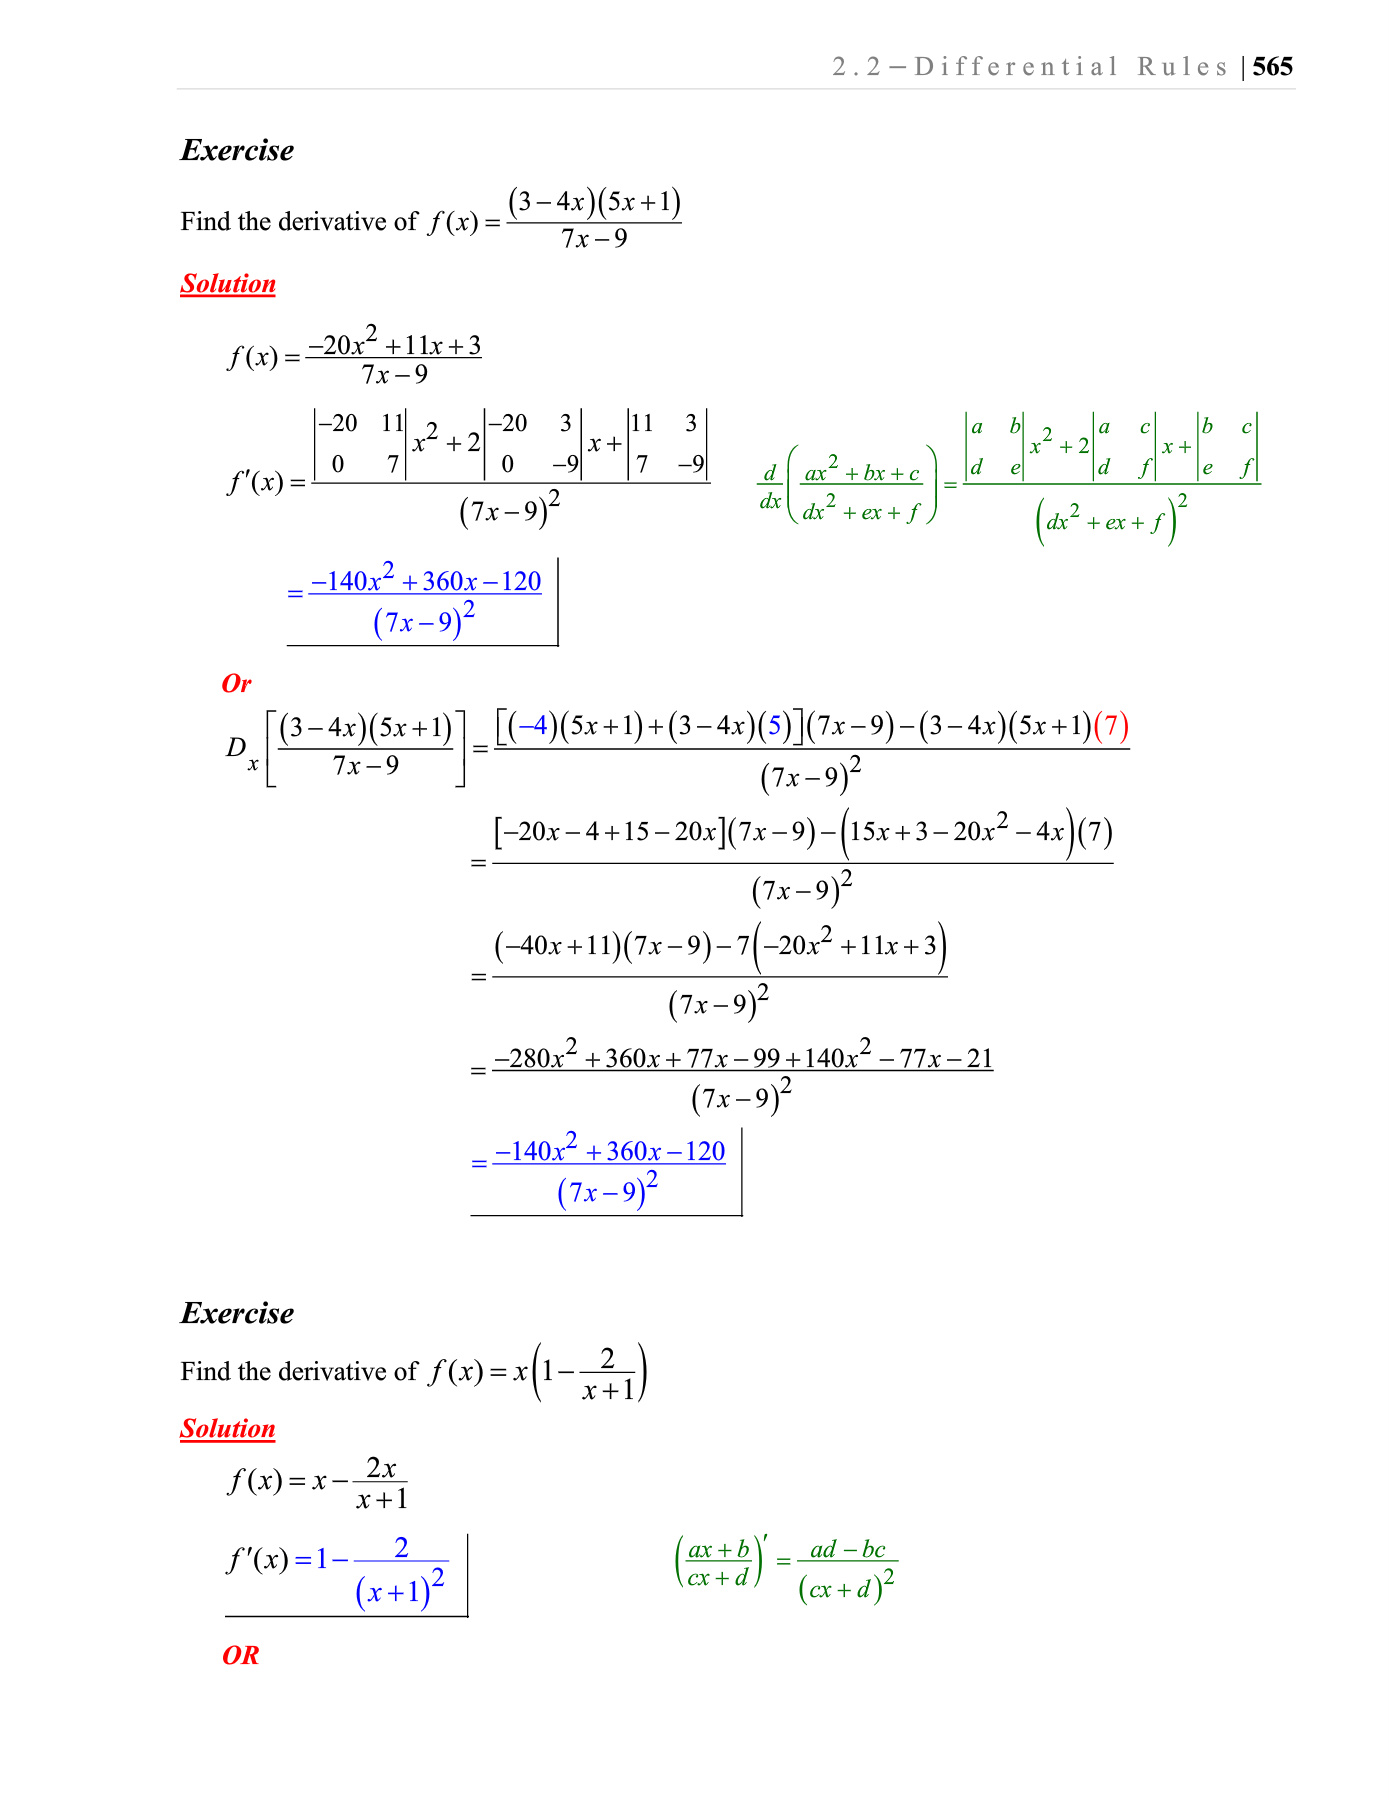 2.2 – Differential Rules | 565
Exercise
Find the derivative of f(x) = \frac{(3-4x)(5x+1)}{7x-9}
Solution
f(x) = \frac{-20x^2+11x+3}{7x-9}
f'(x) = \frac{\begin{vmatrix} -20 & 11 \\ 0 & 7 \end{vmatrix} x^2 + 2 \begin{vmatrix} -20 & 3 \\ 0 & -9 \end{vmatrix} x + \begin{vmatrix} 11 & 3 \\ 7 & -9 \end{vmatrix}}{(7x-9)^2} \frac{d}{dx}\left(\frac{ax^2+bx+c}{dx^2+ex+f}\right) = \frac{\begin{vmatrix} a & b \\ d & e \end{vmatrix} x^2 + 2 \begin{vmatrix} a & c \\ d & f \end{vmatrix} x + \begin{vmatrix} b & c \\ e & f \end{vmatrix}}{(dx^2+ex+f)^2}
= \frac{-140x^2+360x-120}{(7x-9)^2}
Or
D_x\left[\frac{(3-4x)(5x+1)}{7x-9}\right] = \frac{[(-4)(5x+1)+(3-4x)(5)](7x-9)-(3-4x)(5x+1)(7)}{(7x-9)^2}
= \frac{[-20x-4+15-20x](7x-9)-(15x+3-20x^2-4x)(7)}{(7x-9)^2}
= \frac{(-40x+11)(7x-9)-7(-20x^2+11x+3)}{(7x-9)^2}
= \frac{-280x^2+360x+77x-99+140x^2-77x-21}{(7x-9)^2}
= \frac{-140x^2+360x-120}{(7x-9)^2}
Exercise
Find the derivative of f(x) = x\left(1-\frac{2}{x+1}\right)
Solution
f(x) = x - \frac{2x}{x+1}
f'(x) = 1 - \frac{2}{(x+1)^2} \left(\frac{ax+b}{cx+d}\right)' = \frac{ad-bc}{(cx+d)^2}
OR